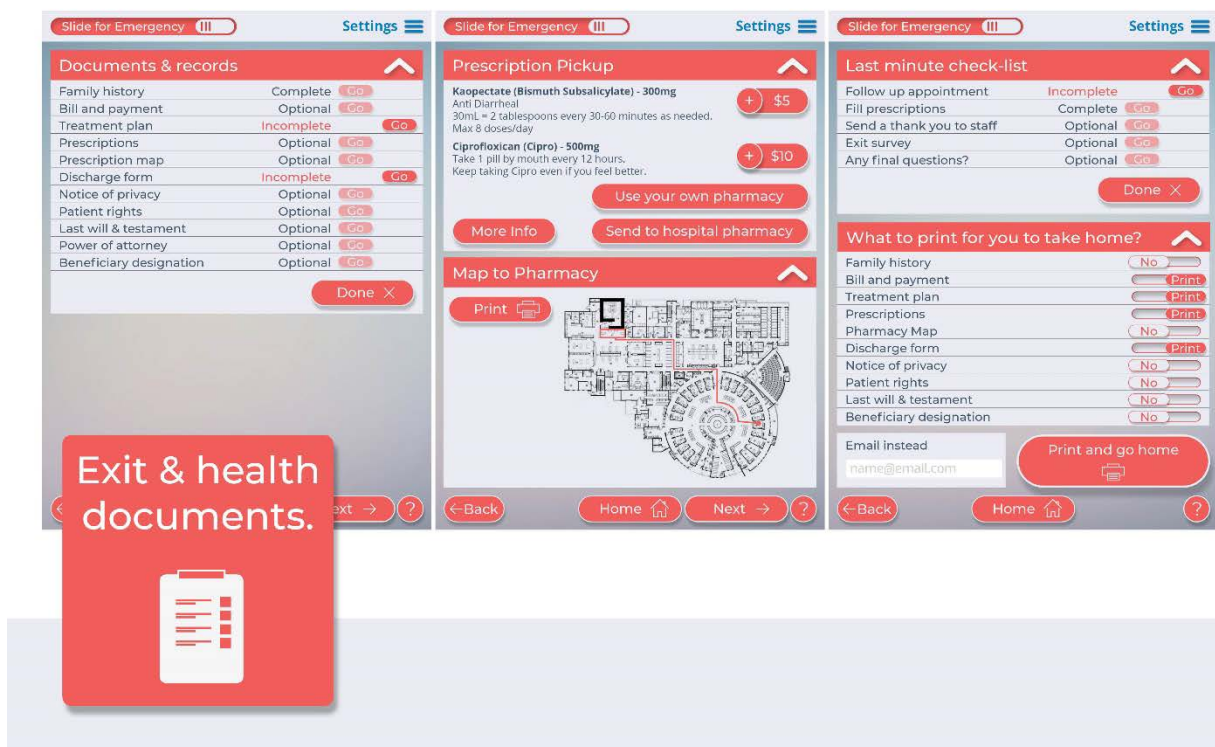 Slide for Emergency
Settings
Documents & records
Family history Complete Go
Bill and payment Optional Go
Treatment plan Incomplete Go
Prescriptions Optional Go
Prescription map Optional Go
Discharge form Incomplete Go
Notice of privacy Optional Go
Patient rights Optional Go
Last will & testament Optional Go
Power of attorney Optional Go
Beneficiary designation Optional Go
Done
Exit & health
documents.
Slide for Emergency
Settings
Prescription Pickup
Kaopectate (Bismuth Subsalicylate) - 300mg
Anti Diarrheal
30mL = 2 tablespoons every 30-60 minutes as needed.
Max 8 doses/day
+ $5
Ciprofloxican (Cipro) - 500mg
Take 1 pill by mouth every 12 hours.
Keep taking Cipro even if you feel better.
+ $10
Use your own pharmacy
More Info
Send to hospital pharmacy
Map to Pharmacy
Print
←Back
Home
Next →
?
Slide for Emergency
Settings
Last minute check-list
Follow up appointment Incomplete Go
Fill prescriptions Complete Go
Send a thank you to staff Optional Go
Exit survey Optional Go
Any final questions? Optional Go
Done
What to print for you to take home?
Family history No
Bill and payment Print
Treatment plan Print
Prescriptions Print
Pharmacy Map No
Discharge form Print
Notice of privacy No
Patient rights No
Last will & testament No
Beneficiary designation No
Email instead
name@email.com
Print and go home
←Back
Home
?